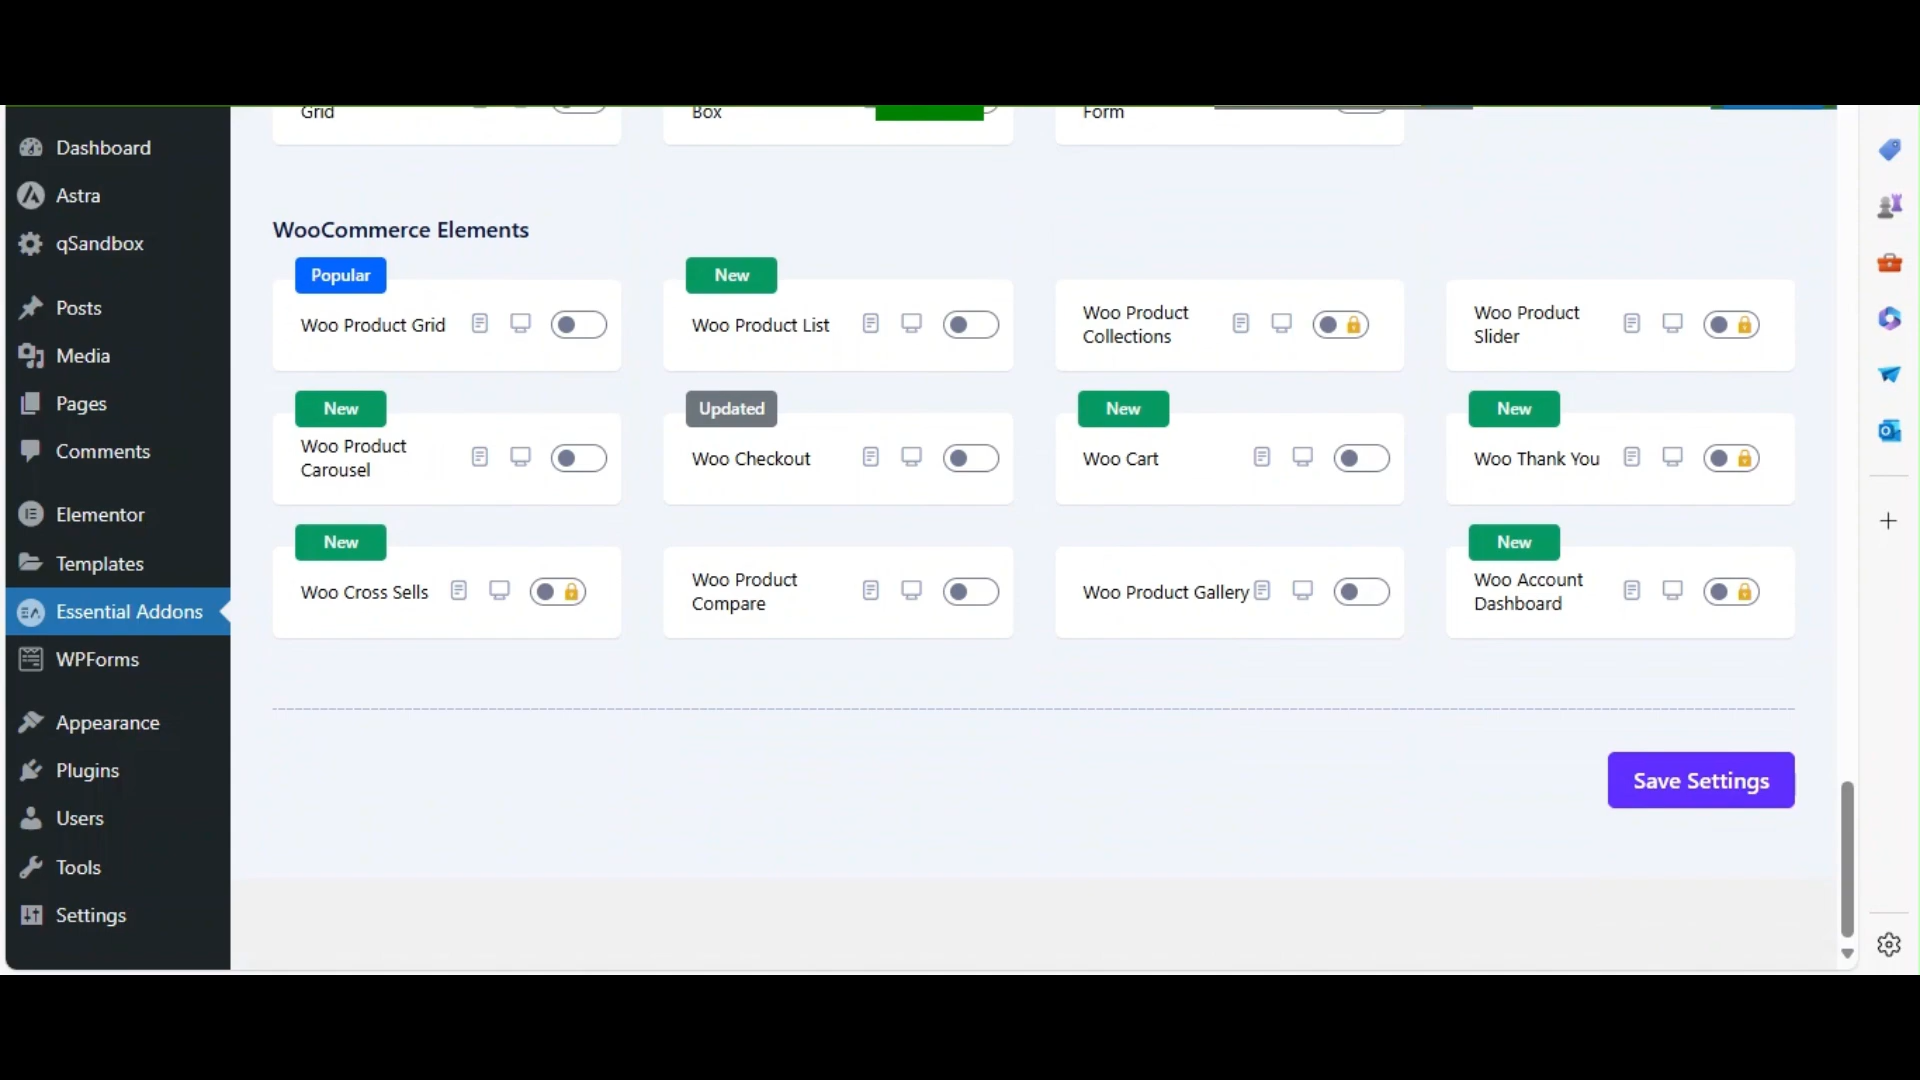 Grid
Box
Form
Dashboard
Astra
qSandbox
Posts
Media
Pages
Comments
Elementor
Templates
Essential Addons
WPForms
Appearance
Plugins
Users
Tools
Settings
WooCommerce Elements
Popular
Woo Product Grid
New
Woo Product List
Woo Product
Collections
Woo Product
Slider
New
Woo Product
Carousel
Updated
Woo Checkout
New
Woo Cart
New
Woo Thank You
New
Woo Cross Sells
Woo Product
Compare
Woo Product Gallery
New
Woo Account
Dashboard
Save Settings